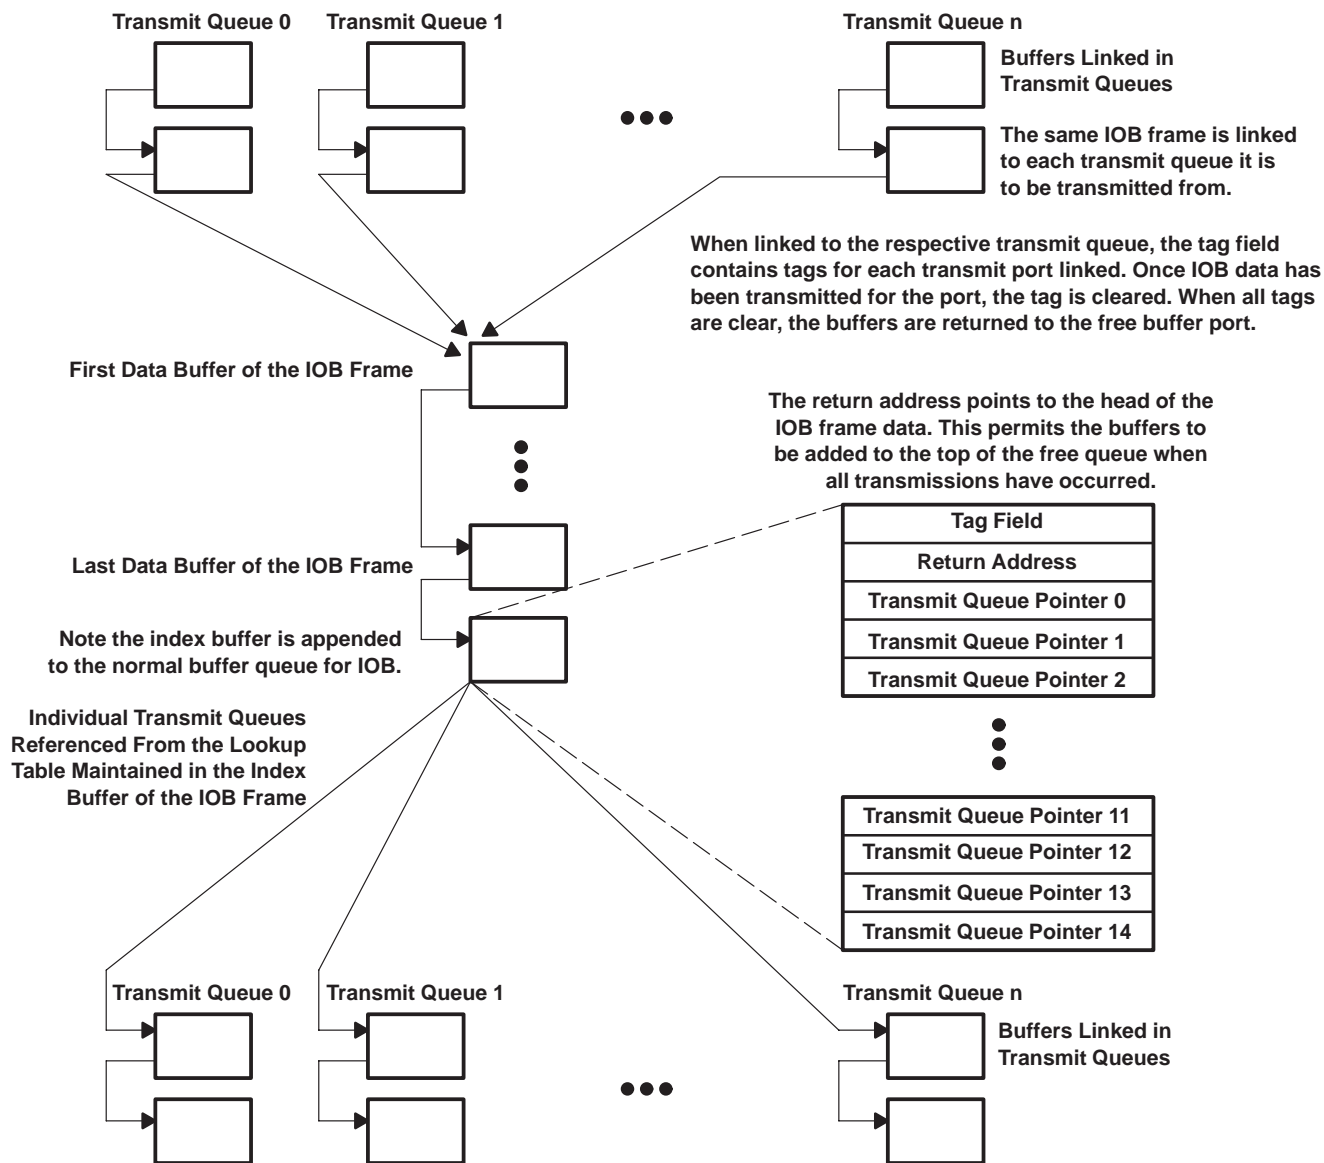 Transmit Queue 0
Transmit Queue 1
Transmit Queue n
Buffers Linked in
Transmit Queues
The same IOB frame is linked
to each transmit queue it is
to be transmitted from.
When linked to the respective transmit queue, the tag field
contains tags for each transmit port linked. Once IOB data has
been transmitted for the port, the tag is cleared. When all tags
are clear, the buffers are returned to the free buffer port.
First Data Buffer of the IOB Frame
The return address points to the head of the
IOB frame data. This permits the buffers to
be added to the top of the free queue when
all transmissions have occurred.
Tag Field
Return Address
Transmit Queue Pointer 0
Transmit Queue Pointer 1
Transmit Queue Pointer 2
Last Data Buffer of the IOB Frame
Note the index buffer is appended
to the normal buffer queue for IOB.
Individual Transmit Queues
Referenced From the Lookup
Table Maintained in the Index
Buffer of the IOB Frame
Transmit Queue Pointer 11
Transmit Queue Pointer 12
Transmit Queue Pointer 13
Transmit Queue Pointer 14
Transmit Queue 0
Transmit Queue 1
Transmit Queue n
Buffers Linked in
Transmit Queues